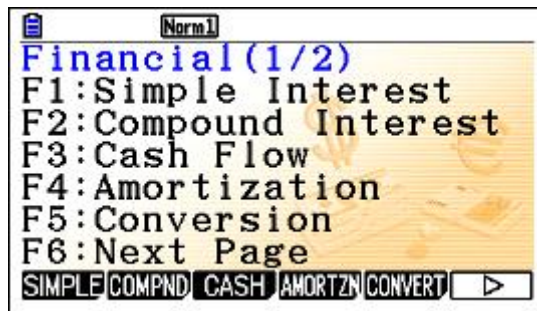 Norm1
Financial(1/2)
F1:Simple Interest
F2:Compound Interest
F3:Cash Flow
F4:Amortization
F5:Conversion
F6:Next Page
SIMPLE COMPND CASH AMORTZN CONVERT ▷